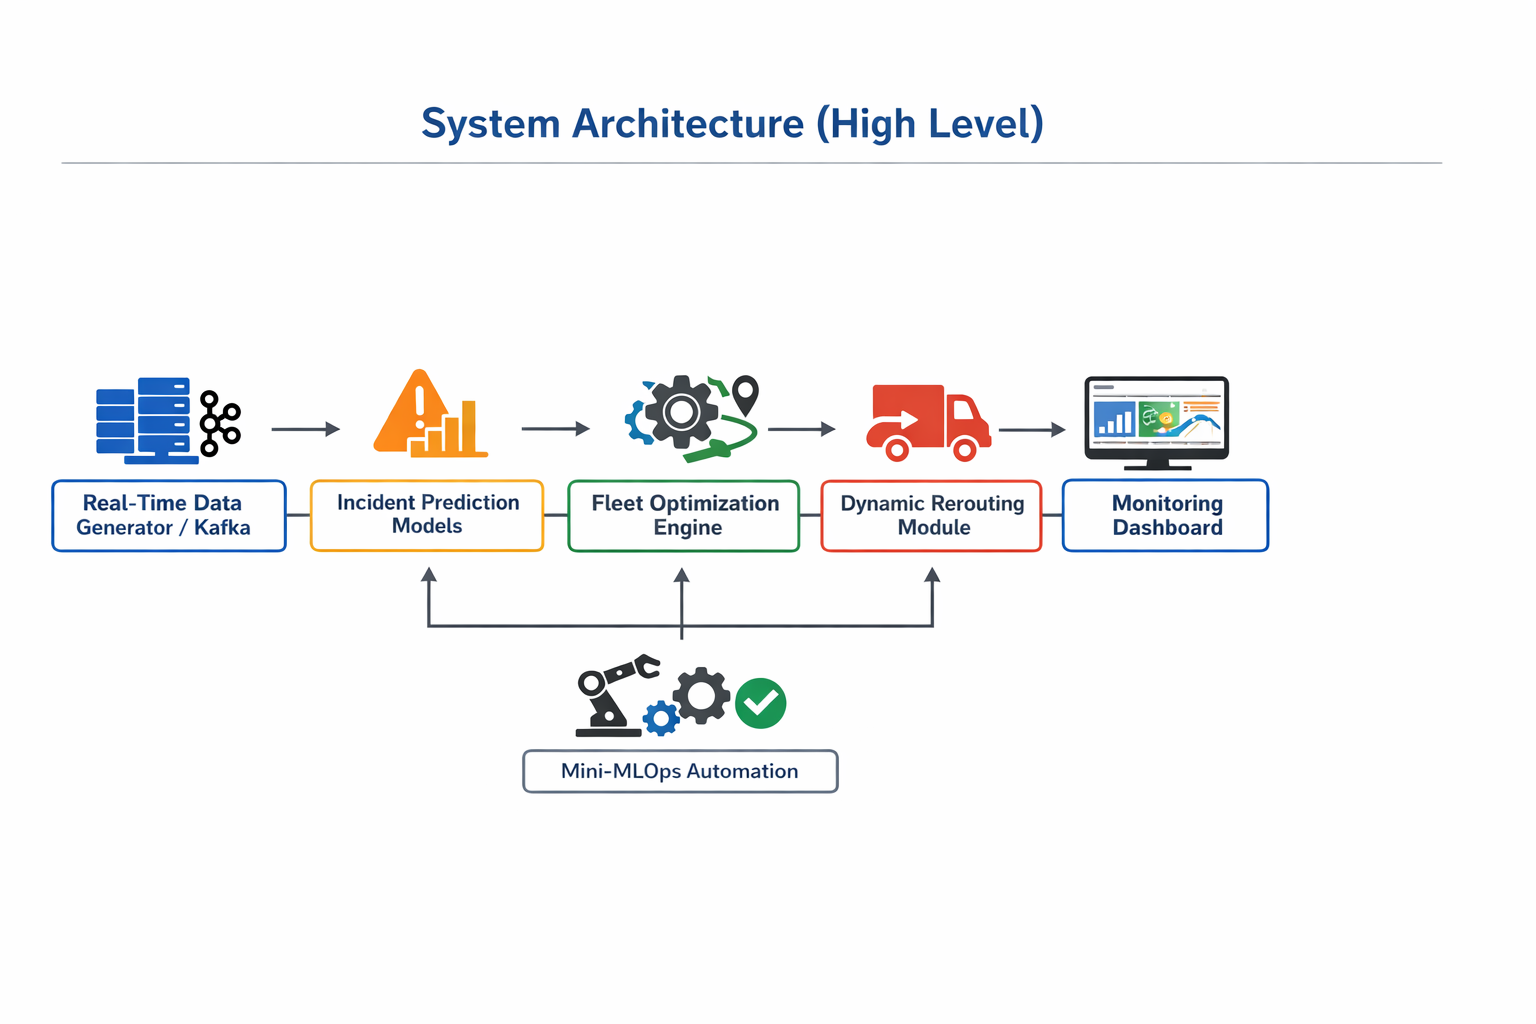 System Architecture (High Level)
Real-Time Data
Generator / Kafka
Incident Prediction
Models
Fleet Optimization
Engine
Dynamic Rerouting
Module
Monitoring
Dashboard
Mini-MLOps Automation